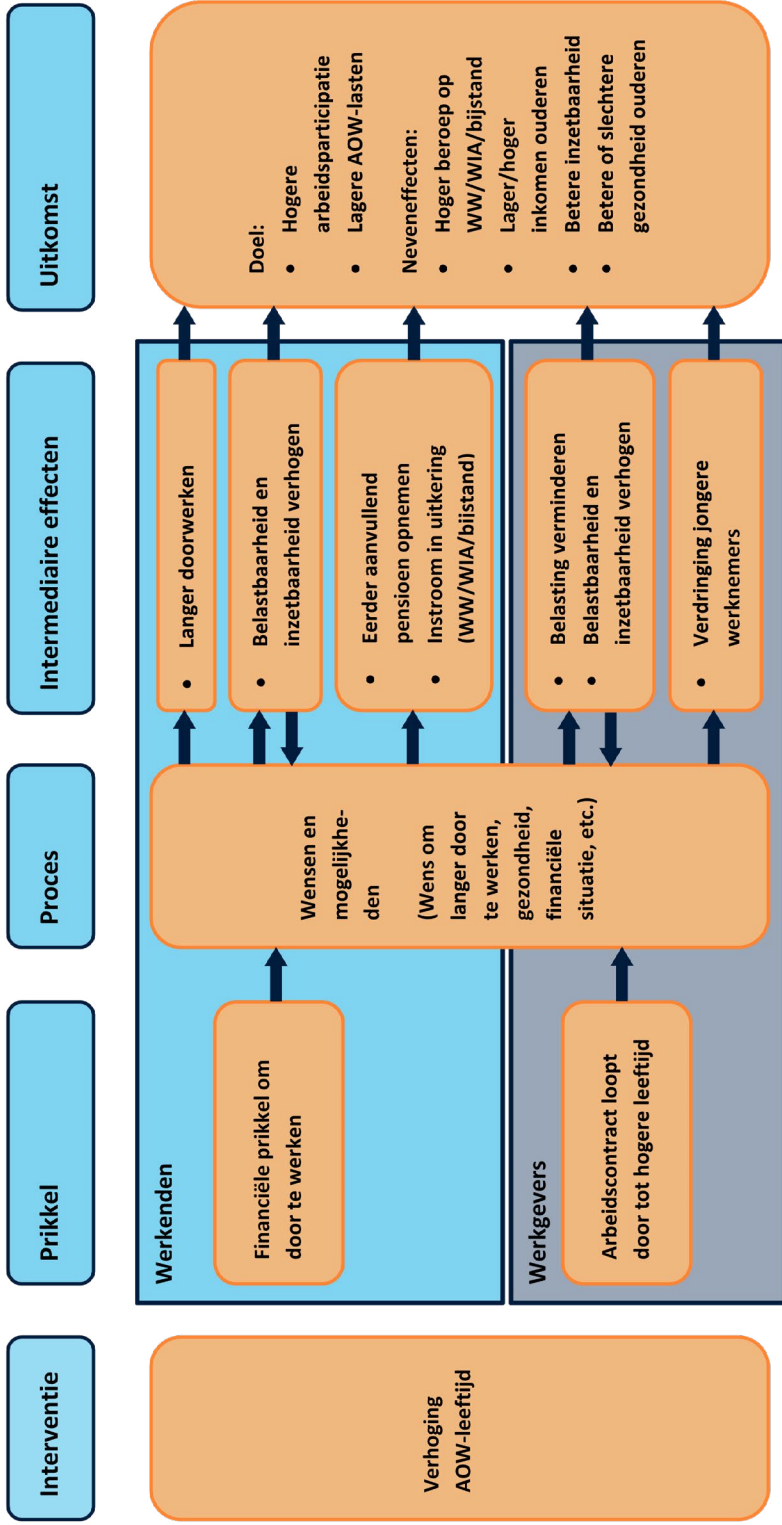 Interventie
Prikkel
Proces
Intermediaire effecten
Uitkomst
Verhoging
AOW-leeftijd
Werkenden
Financiële prikkel om
door te werken
Werkgevers
Arbeidscontract loopt
door tot hogere leeftijd
Wensen en
mogelijkhe-
den
(Wens om
langer door
te werken,
gezondheid,
financiële
situatie, etc.)
• Langer doorwerken
• Belastbaarheid en
inzetbaarheid verhogen
• Eerder aanvullend
pensioen opnemen
• Instroom in uitkering
(WW/WIA/bijstand)
• Belasting verminderen
• Belastbaarheid en
inzetbaarheid verhogen
• Verdringing jongere
werknemers
Doel:
• Hogere
arbeidsparticipatie
• Lagere AOW-lasten
Neveneffecten:
• Hoger beroep op
WW/WIA/bijstand
• Lager/hoger
inkomen ouderen
• Betere inzetbaarheid
• Betere of slechtere
gezondheid ouderen